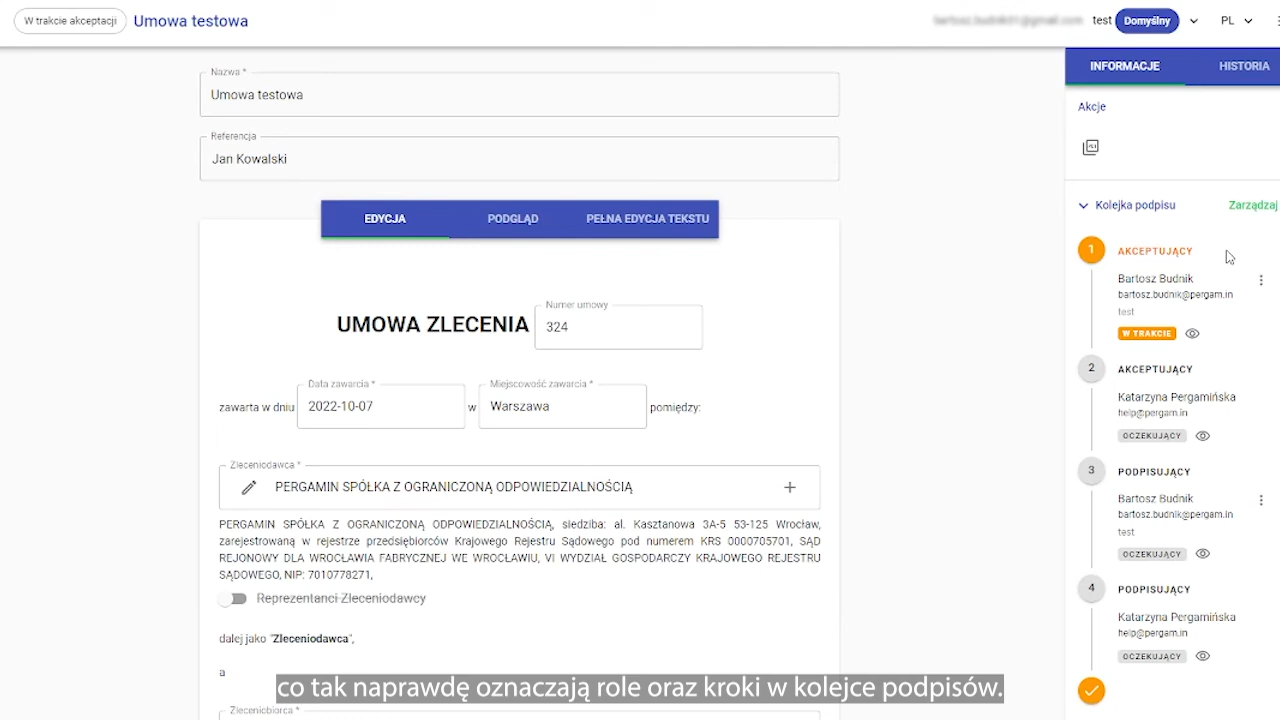 W trakcie akceptacji
Umowa testowa
test
Domyślny
PL
Nazwa *
Umowa testowa
Referencja
Jan Kowalski
EDYCJA
PODGLĄD
PEŁNA EDYCJA TEKSTU
UMOWA ZLECENIA
Numer umowy
324
zawarta w dniu
Data zawarcia *
2022-10-07
w
Miejscowość zawarcia *
Warszawa
pomiędzy:
Zleceniodawca *
PERGAMIN SPÓŁKA Z OGRANICZONĄ ODPOWIEDZIALNOŚCIĄ
PERGAMIN SPÓŁKA Z OGRANICZONĄ ODPOWIEDZIALNOŚCIĄ, siedziba: al. Kasztanowa 3A-5 53-125 Wrocław,
zarejestrowaną w rejestrze przedsiębiorców Krajowego Rejestru Sądowego pod numerem KRS 0000705701, SĄD
REJONOWY DLA WROCŁAWIA FABRYCZNEJ WE WROCŁAWIU, VI WYDZIAŁ GOSPODARCZY KRAJOWEGO REJESTRU
SĄDOWEGO, NIP: 7010778271,
Reprezentanci Zleceniodawcy
dalej jako "Zleceniodawca",
a
Zleceniobiorca *
co tak naprawdę oznaczają role oraz kroki w kolejce podpisów.
INFORMACJE
HISTORIA
Akcje
Kolejka podpisu
Zarządzaj
1
AKCEPTUJĄCY
Bartosz Budnik
bartosz.budnik@pergam.in
test
W TRAKCIE
2
AKCEPTUJĄCY
Katarzyna Pergamińska
help@pergam.in
OCZEKUJĄCY
3
PODPISUJĄCY
Bartosz Budnik
bartosz.budnik@pergam.in
test
OCZEKUJĄCY
4
PODPISUJĄCY
Katarzyna Pergamińska
help@pergam.in
OCZEKUJĄCY